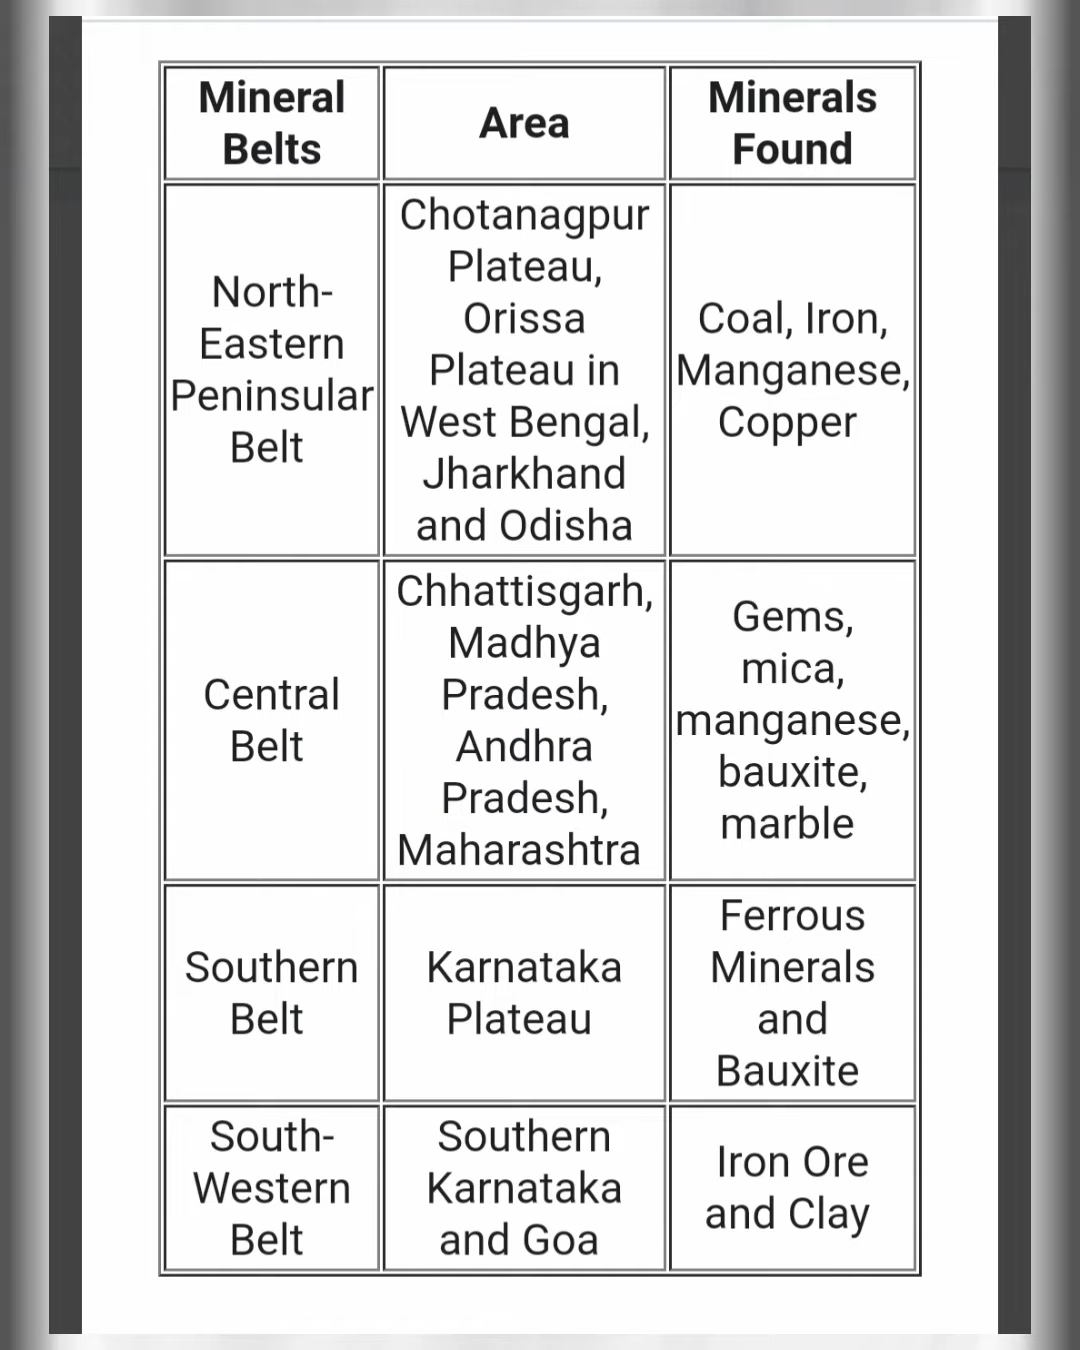 Mineral
Belts
Area
Minerals
Found
North-
Eastern
Peninsular
Belt
Chotanagpur
Plateau,
Orissa
Plateau in
West Bengal,
Jharkhand
and Odisha
Coal, Iron,
Manganese,
Copper
Central
Belt
Chhattisgarh,
Madhya
Pradesh,
Andhra
Pradesh,
Maharashtra
Gems,
mica,
manganese,
bauxite,
marble
Southern
Belt
Karnataka
Plateau
Ferrous
Minerals
and
Bauxite
South-
Western
Belt
Southern
Karnataka
and Goa
Iron Ore
and Clay